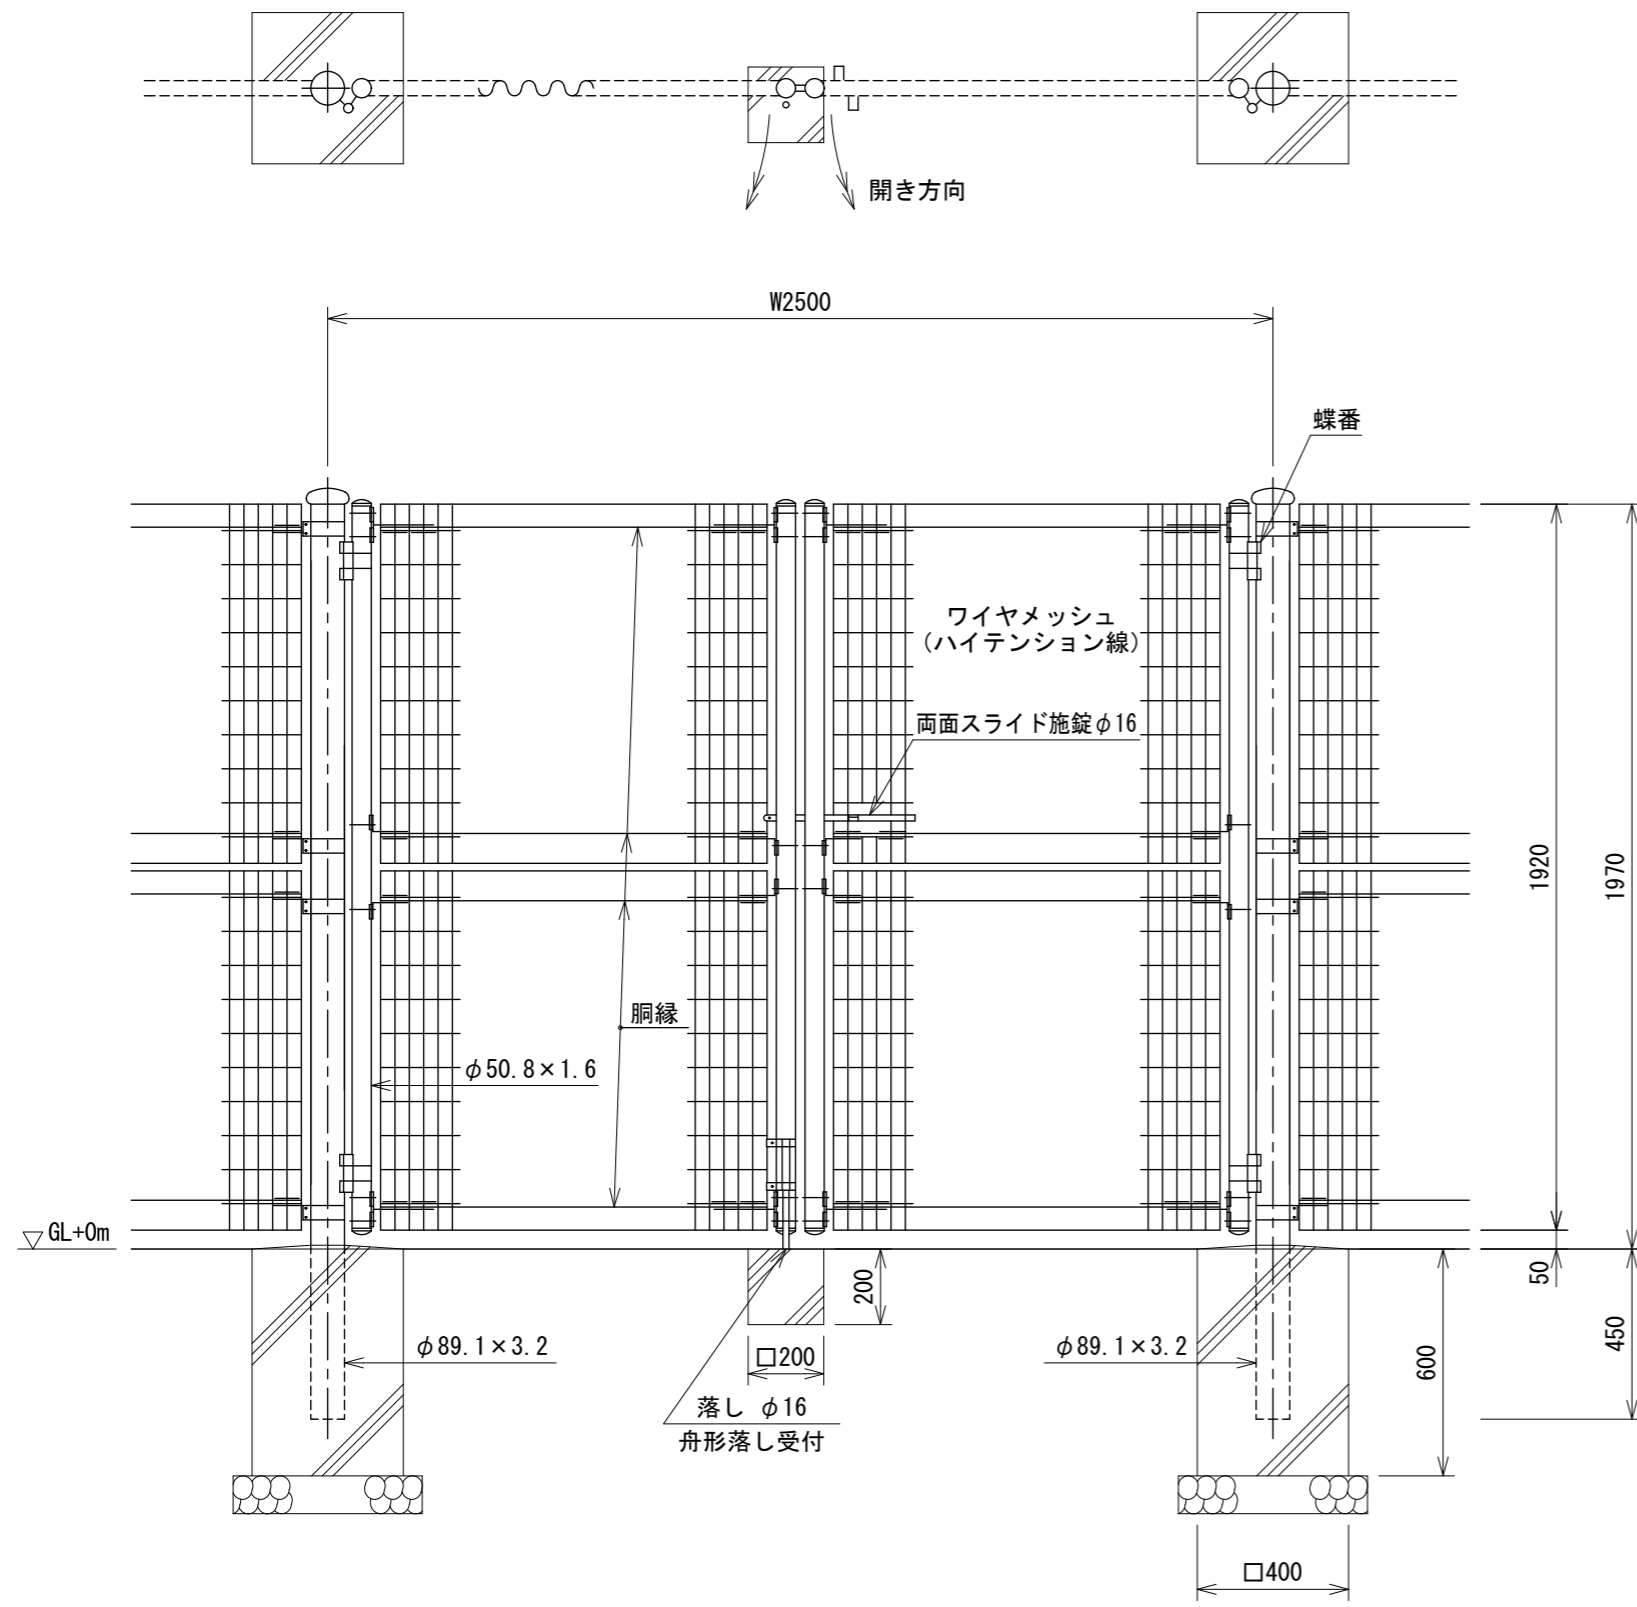 開き方向
W2500
蝶番
ワイヤメッシュ
(ハイテンション線)
両面スライド施錠φ16
1920
1970
胴縁
φ50.8×1.6
GL+0m
200
50
φ89.1×3.2
□200
φ89.1×3.2
600
450
落し φ16
舟形落し受付
□400